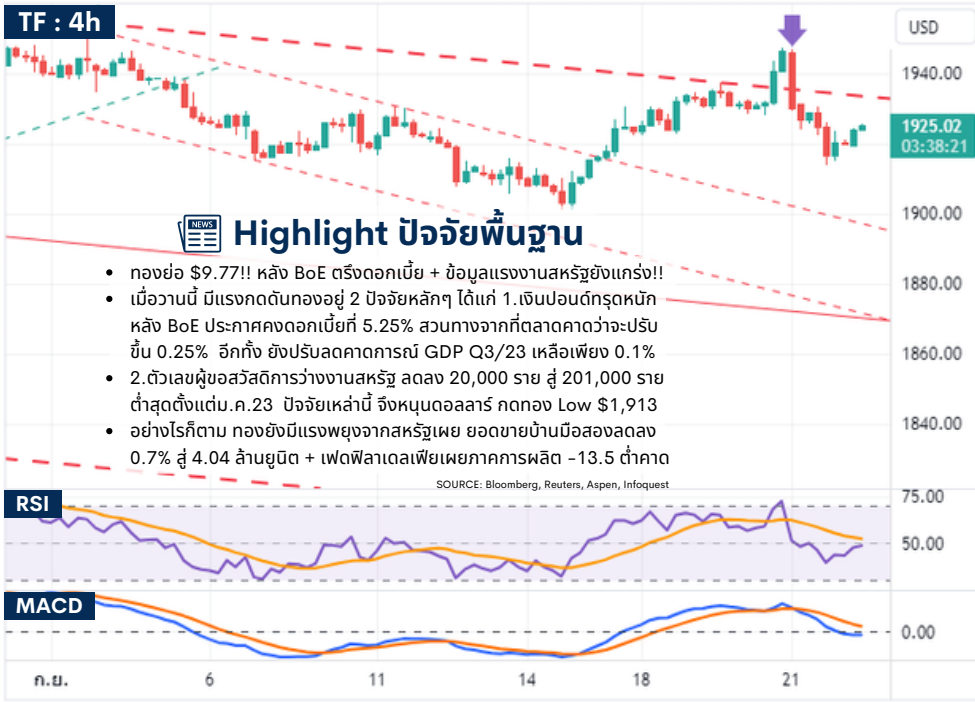 TF : 4h
USD
1940.00
1925.02
03:38:21
1900.00
1880.00
1860.00
1840.00
NEWS
Highlight ปัจจัยพื้นฐาน
• ทองย่อ $9.77!! หลัง BoE ตรึงดอกเบี้ย + ข้อมูลแรงงานสหรัฐยังแกร่ง!!
• เมื่อวานนี้ มีแรงกดดันทองอยู่ 2 ปัจจัยหลักๆ ได้แก่ 1.เงินปอนด์ทรุดหนัก
หลัง BoE ประกาศคงดอกเบี้ยที่ 5.25% สวนทางจากที่ตลาดคาดว่าจะปรับ
ขึ้น 0.25% อีกทั้ง ยังปรับลดคาดการณ์ GDP Q3/23 เหลือเพียง 0.1%
• 2.ตัวเลขผู้ขอสวัสดิการว่างงานสหรัฐ ลดลง 20,000 ราย สู่ 201,000 ราย
ต่ำสุดตั้งแต่ม.ค.23 ปัจจัยเหล่านี้ จึงหนุนดอลลาร์ กดทอง Low $1,913
• อย่างไรก็ตาม ทองยังมีแรงพยุงจากสหรัฐเผย ยอดขายบ้านมือสองลดลง
0.7% สู่ 4.04 ล้านยูนิต + เฟดฟิลาเดลเฟียเผยภาคการผลิต -13.5 ต่ำคาด
SOURCE: Bloomberg, Reuters, Aspen, Infoquest
RSI
75.00
50.00
MACD
0.00
ก.ย. 6 11 14 18 21